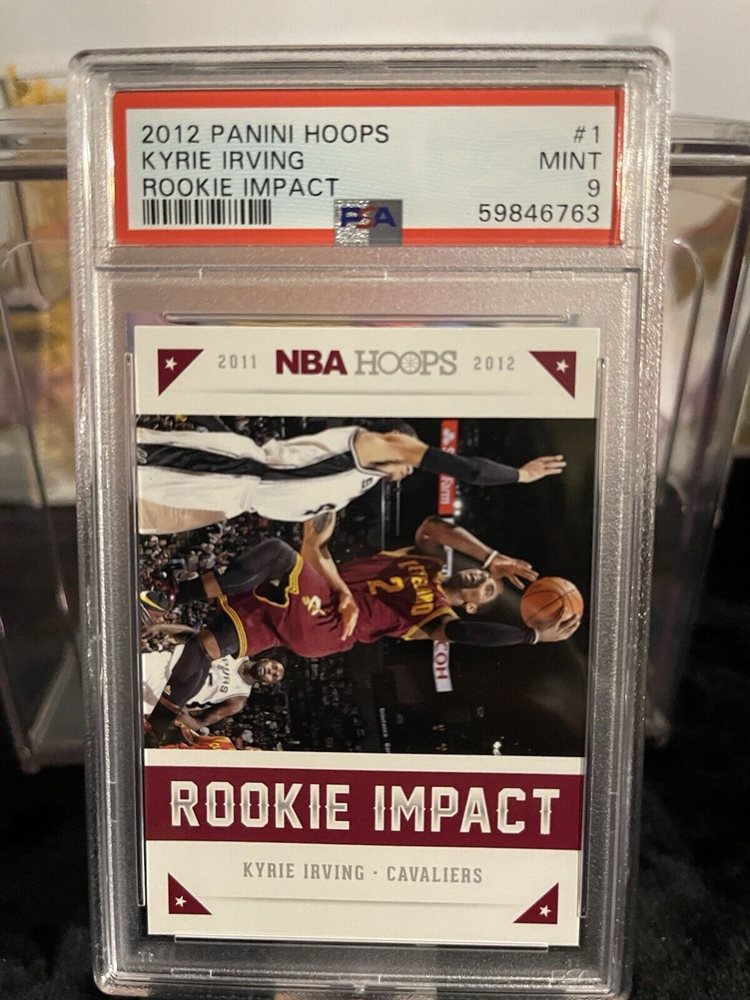 2012 PANINI HOOPS #1
KYRIE IRVING MINT
ROOKIE IMPACT 9
PSA 59846763
2011 NBA HOOPS 2012
2
ROOKIE IMPACT
KYRIE IRVING · CAVALIERS